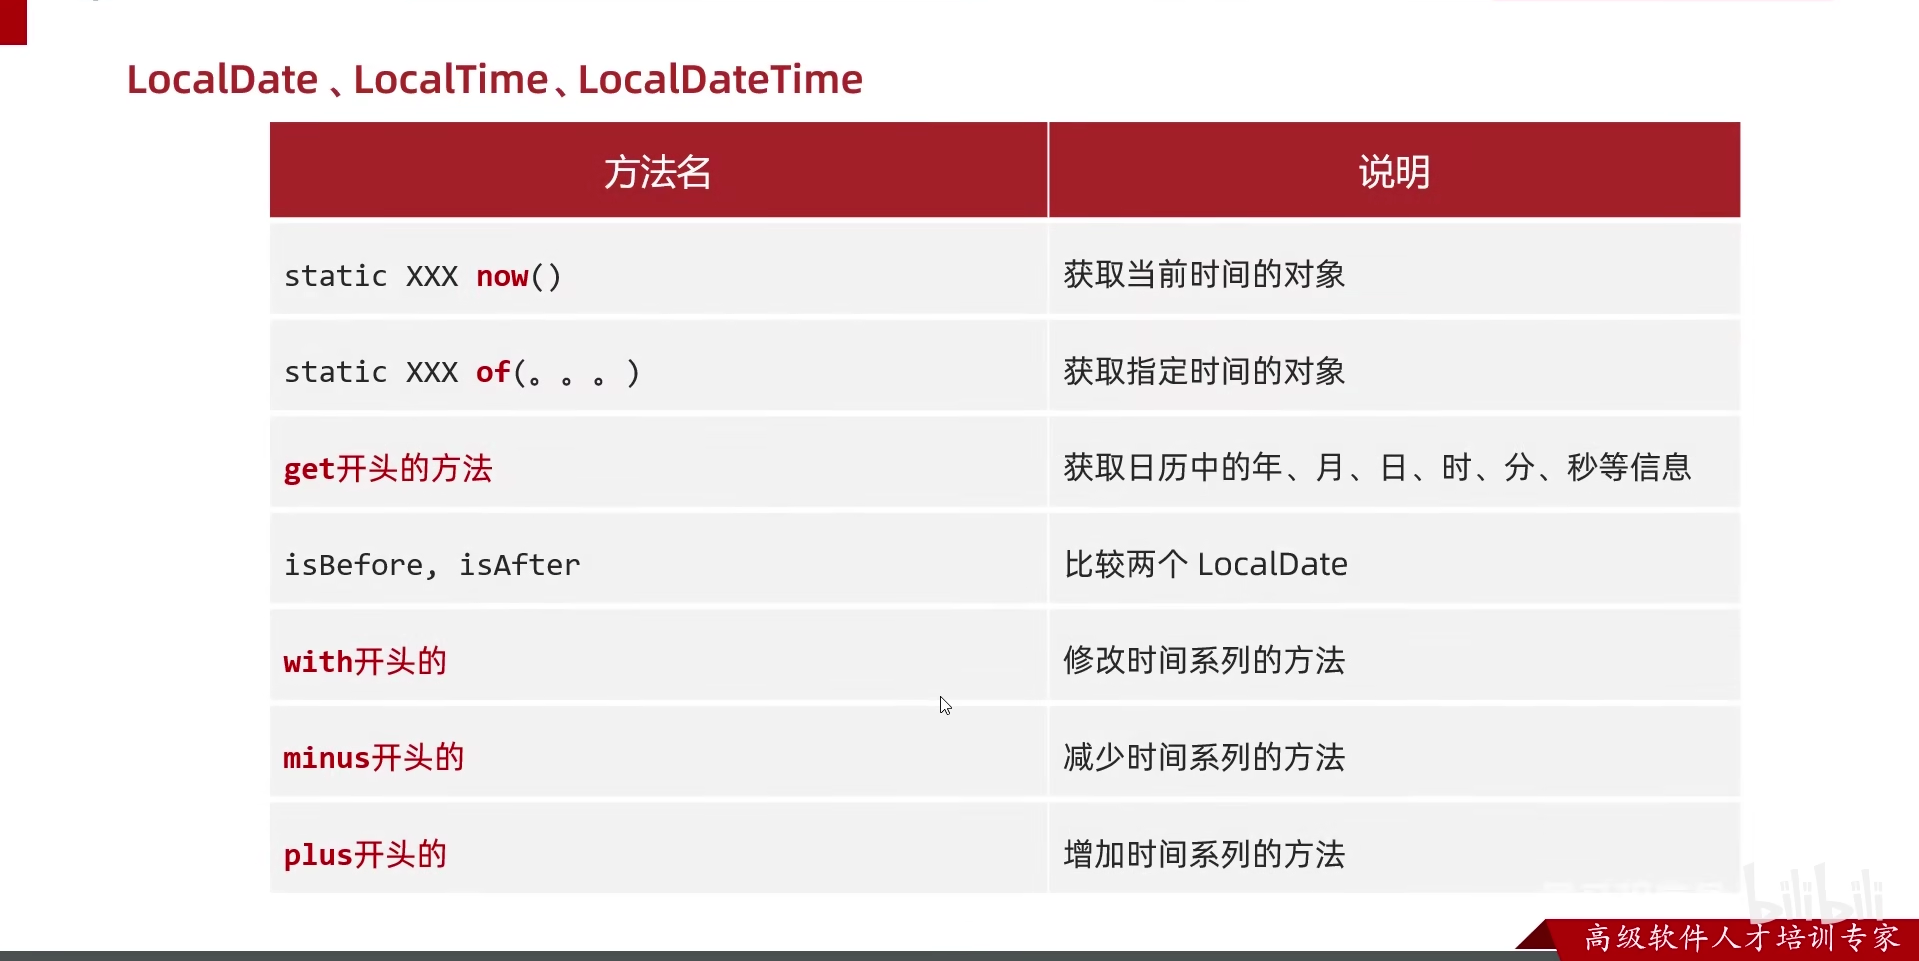 LocalDate 、LocalTime、LocalDateTime
方法名 说明
static XXX now() 获取当前时间的对象
static XXX of(。。。) 获取指定时间的对象
get开头的方法 获取日历中的年、月、日、时、分、秒等信息
isBefore, isAfter 比较两个 LocalDate
with开头的 修改时间系列的方法
minus开头的 减少时间系列的方法
plus开头的 增加时间系列的方法
bilibili
高级软件人才培训专家